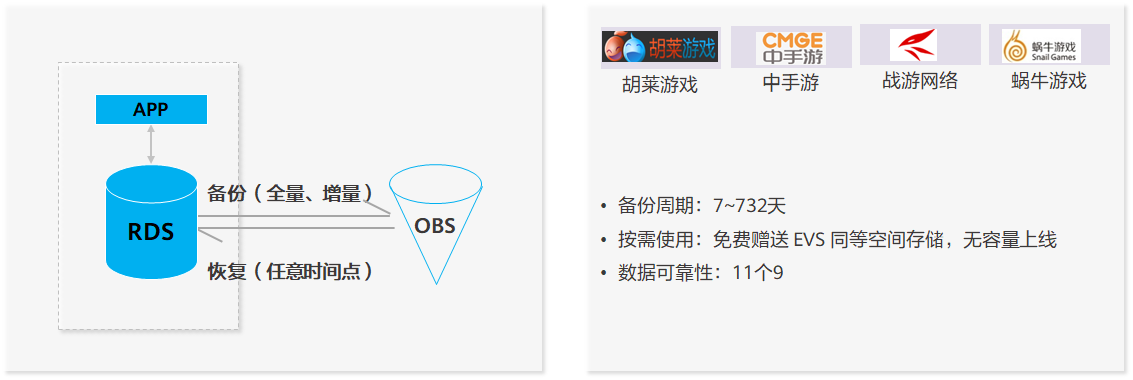 APP
RDS
备份（全量、增量）
OBS
恢复（任意时间点）
胡莱游戏
CMGE
中手游
蜗牛游戏
Snail Games
胡莱游戏
中手游
战游网络
蜗牛游戏
• 备份周期：7~732天
• 按需使用：免费赠送 EVS 同等空间存储，无容量上线
• 数据可靠性：11个9